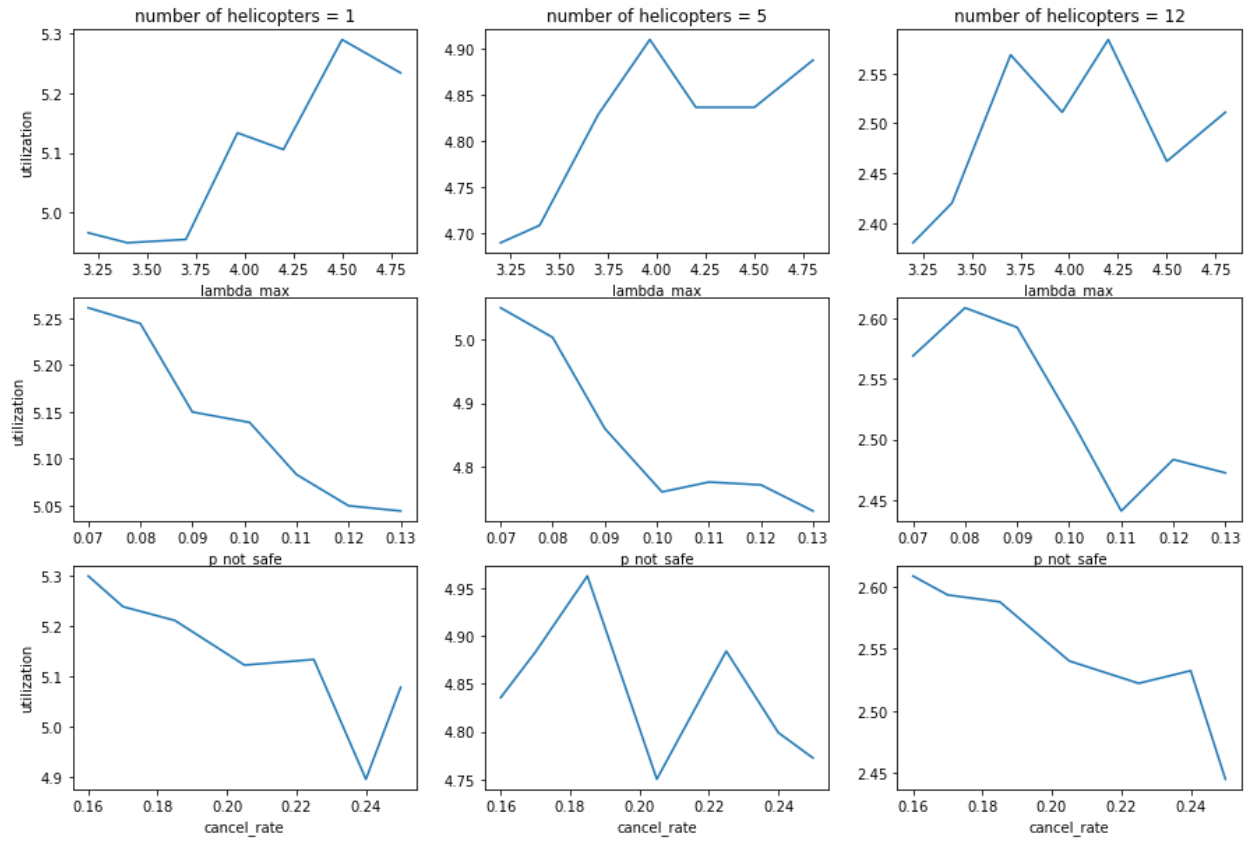 number of helicopters = 1
number of helicopters = 5
number of helicopters = 12
utilization
5.3
5.2
5.1
5.0
3.25 3.50 3.75 4.00 4.25 4.50 4.75
lambda_max
4.90
4.85
4.80
4.75
4.70
3.25 3.50 3.75 4.00 4.25 4.50 4.75
lambda_max
2.55
2.50
2.45
2.40
3.25 3.50 3.75 4.00 4.25 4.50 4.75
lambda_max
utilization
5.25
5.20
5.15
5.10
5.05
0.07 0.08 0.09 0.10 0.11 0.12 0.13
p_not_safe
5.0
4.9
4.8
0.07 0.08 0.09 0.10 0.11 0.12 0.13
p_not_safe
2.60
2.55
2.50
2.45
0.07 0.08 0.09 0.10 0.11 0.12 0.13
p_not_safe
utilization
5.3
5.2
5.1
5.0
4.9
0.16 0.18 0.20 0.22 0.24
cancel_rate
4.95
4.90
4.85
4.80
4.75
0.16 0.18 0.20 0.22 0.24
cancel_rate
2.60
2.55
2.50
2.45
0.16 0.18 0.20 0.22 0.24
cancel_rate